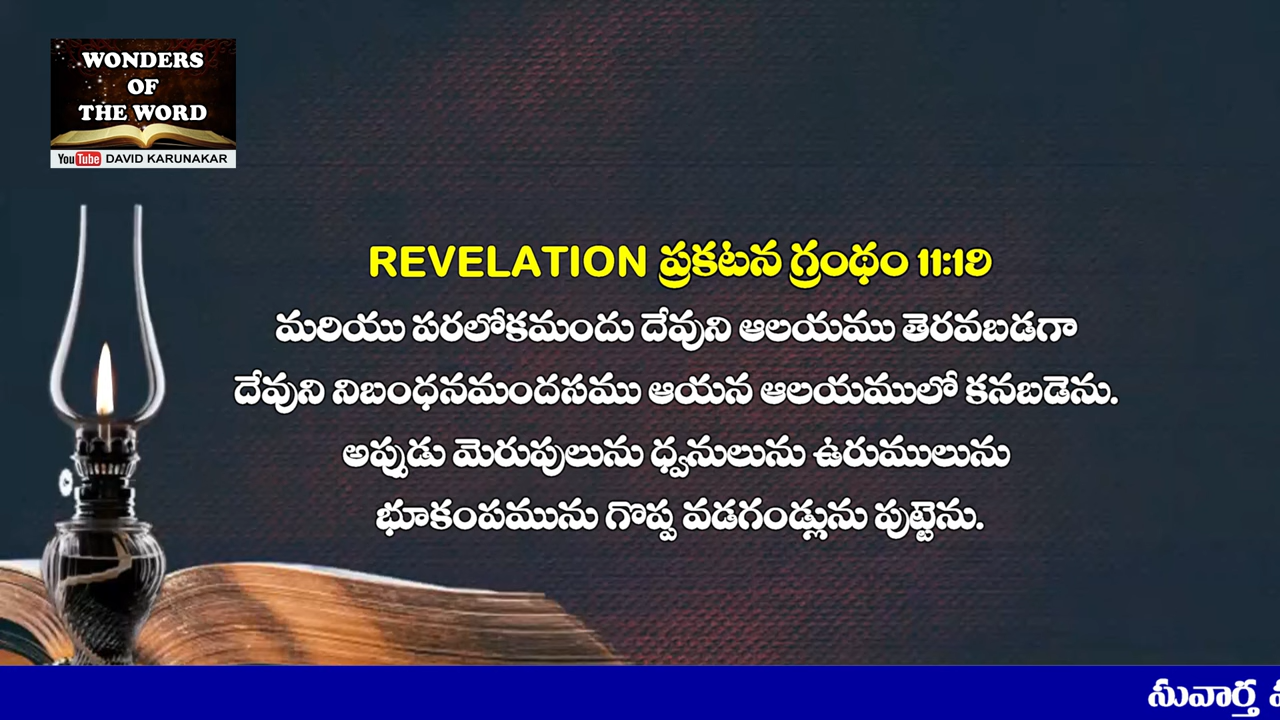 WONDERS
OF
THE WORD
YouTube DAVID KARUNAKAR
REVELATION ప్రకటన గ్రంథం 11:19
మరియు పరలోకమందు దేవుని ఆలయము తెరవబడగా
దేవుని నిబంధనమందసము ఆయన ఆలయములో కనబడెను.
అప్పుడు మెరుపులును ధ్వనులును ఉరుములును
భూకంపమును గొప్ప వడగండ్లును పుట్టెను.
సువార్త